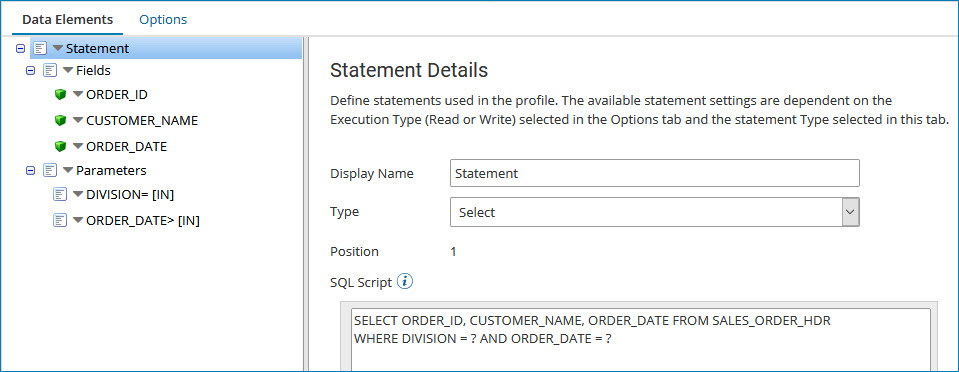 Data Elements Options
Statement
Fields
ORDER_ID
CUSTOMER_NAME
ORDER_DATE
Parameters
DIVISION= [IN]
ORDER_DATE> [IN]
Statement Details
Define statements used in the profile. The available statement settings are dependent on the
Execution Type (Read or Write) selected in the Options tab and the statement Type selected in this tab.
Display Name Statement
Type Select
Position 1
SQL Script i
SELECT ORDER_ID, CUSTOMER_NAME, ORDER_DATE FROM SALES_ORDER_HDR
WHERE DIVISION = ? AND ORDER_DATE = ?